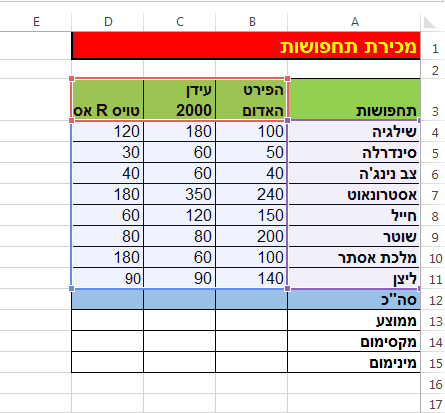 E D C B A
1 מכירת תחפושות
2
3 תחפושות הפירט האדום עידן 2000 טויס R אס
4 שילגיה 100 180 120
5 סינדרלה 50 60 30
6 צב נינג'ה 40 60 40
7 אסטרונאוט 240 350 180
8 חייל 150 120 60
9 שוטר 200 80 80
10 מלכת אסתר 100 60 180
11 ליצן 140 90 90
12 סה"כ
13 ממוצע
14 מקסימום
15 מינימום
16
17